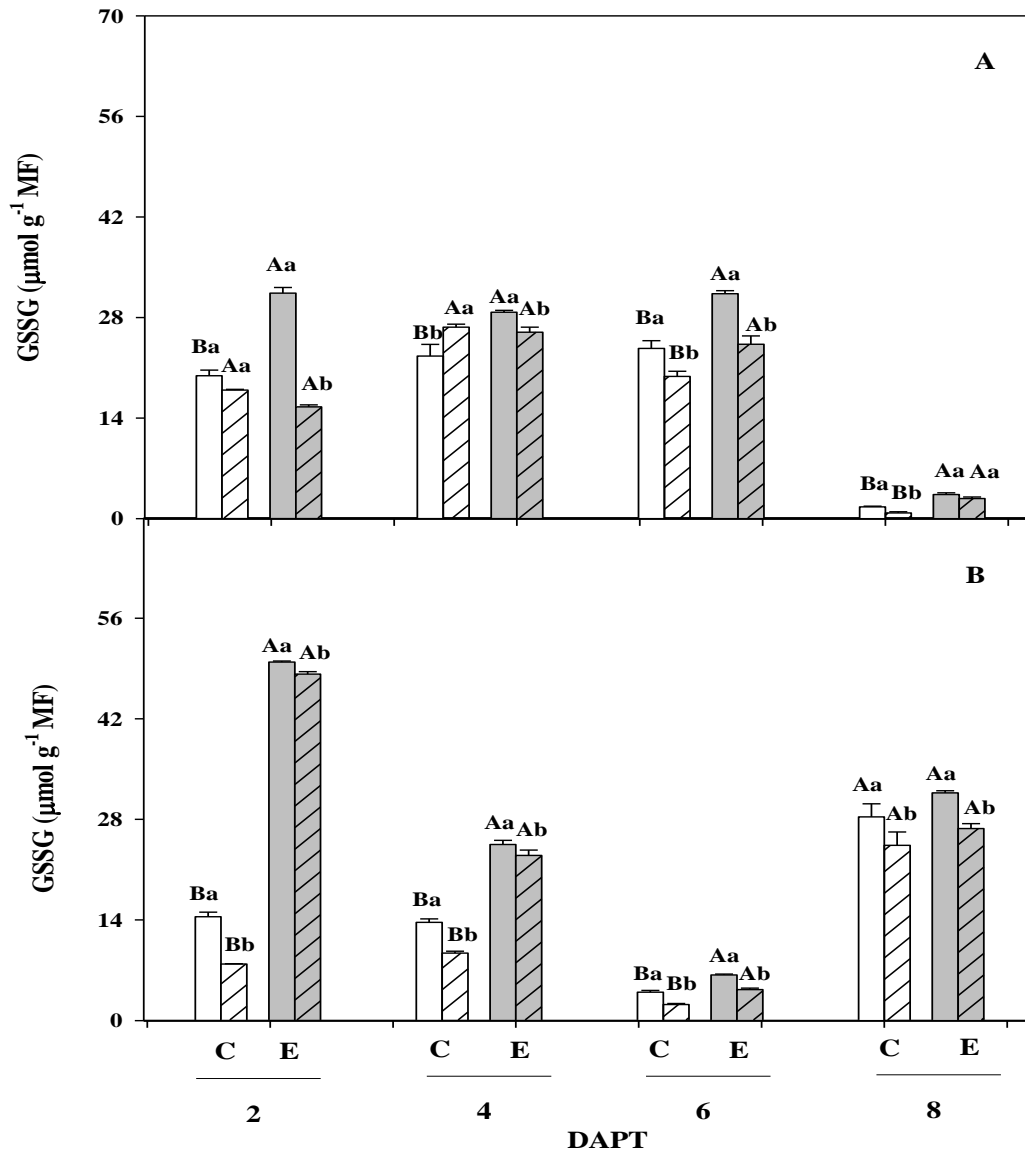 70
A
56
GSSG (µmol g⁻¹ MF)
42
28
14
0
Ba Aa Aa Ab
Bb Aa Aa Ab
Ba Bb Aa Ab
Ba Bb Aa Aa
B
56
GSSG (µmol g⁻¹ MF)
42
28
14
0
Ba Bb Aa Ab
Ba Bb Aa Ab
Ba Bb Aa Ab
Aa Ab Aa Ab
C E C E C E C E
2 4 6 8
DAPT